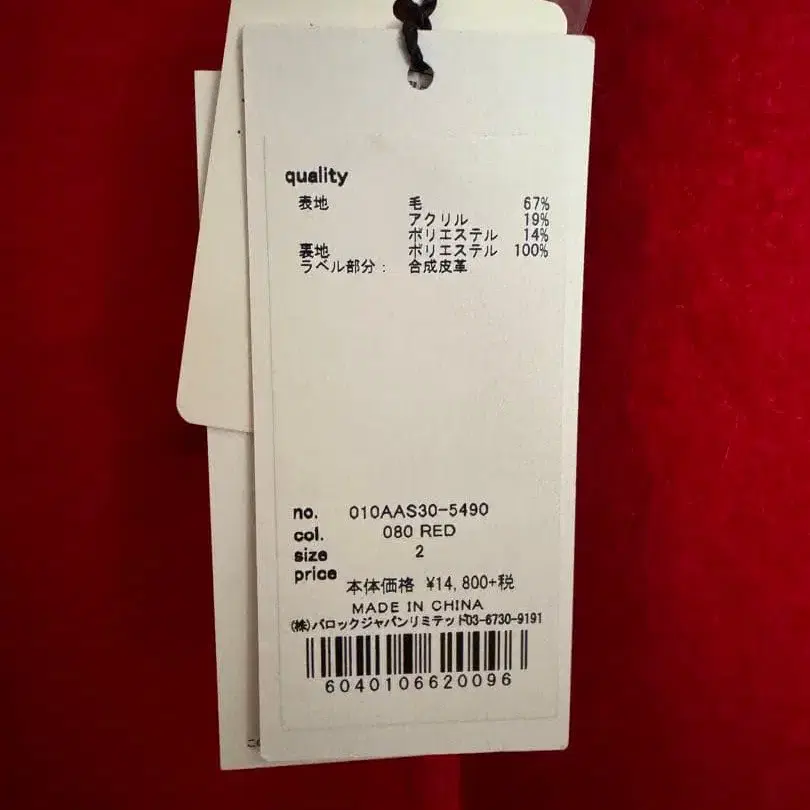 quality
表地 毛 67%
アクリル 19%
ポリエステル 14%
裏地 ポリエステル 100%
ラベル部分: 合成皮革
no. 010AAS30-5490
col. 080 RED
size 2
price 本体価格 ¥14,800+税
MADE IN CHINA
(株)バロックジャパンリミテッド03-6730-9191
6040106620096
この